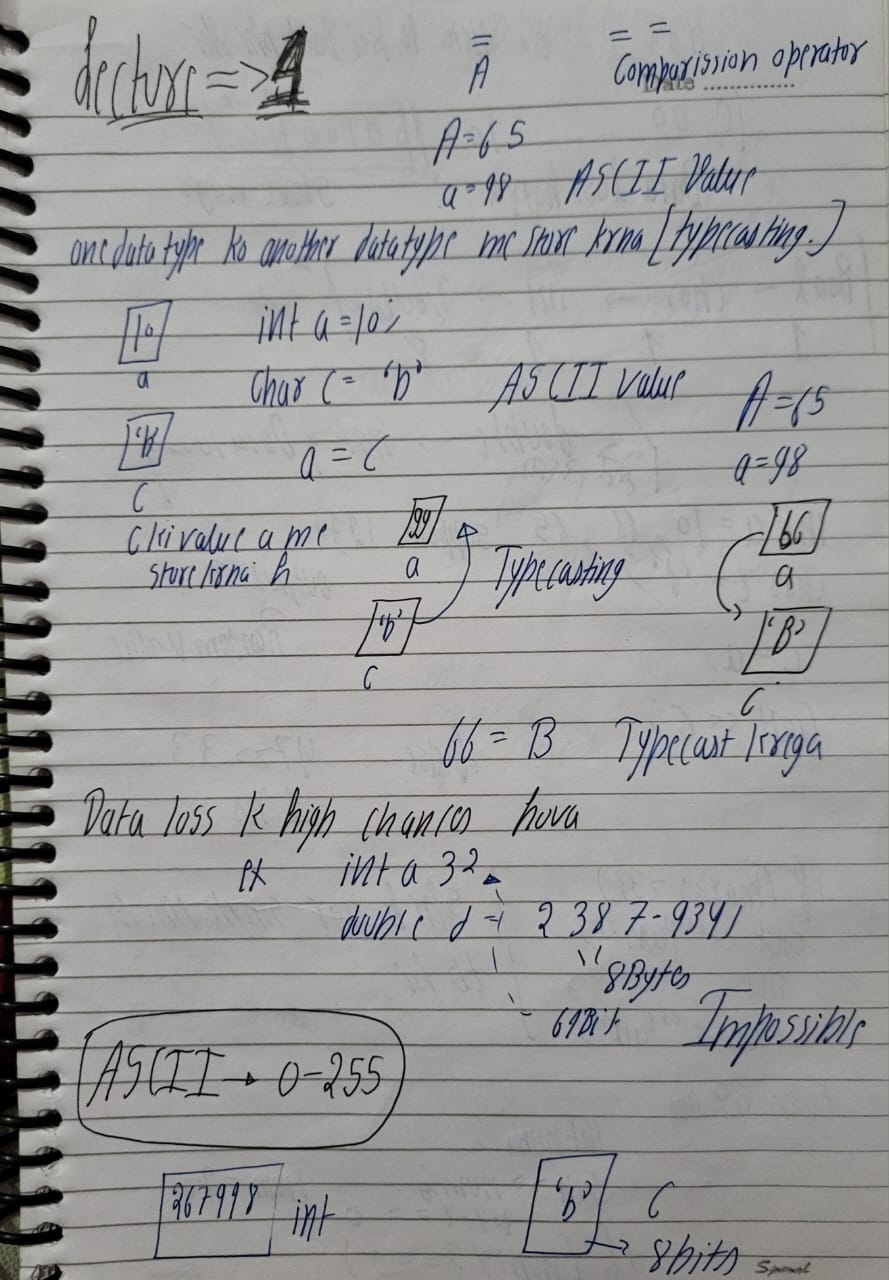 Lecture => 4
=
A
= =
Comparission operator
Date
A=65
a=98 ASCII Value
one data type ko another datatype me store krna [typecasting.]
10
a
int a=10;
Char C= 'b' ASCII value
A=65
'b'
C
a = C
a=98
C ki value a me
store krna h
99
a
'b'
C
Typecasting
66
a
'B'
C
66 = B Typecast krega
Data loss k high chances hova
ex int a 32
double d = 2387-9341
8Bytes
64Bit Impossible
ASCII → 0-255
267998 int
'b' C
→ 8bits